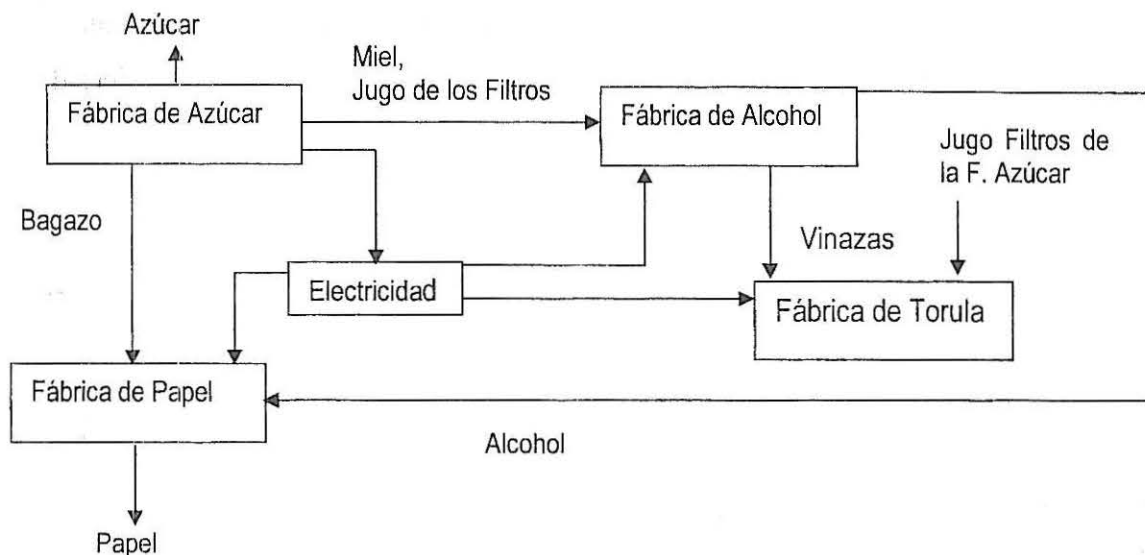 Azúcar
Miel,
Jugo de los Filtros
Fábrica de Azúcar
Fábrica de Alcohol
Jugo Filtros de
la F. Azúcar
Bagazo
Vinazas
Electricidad
Fábrica de Torula
Fábrica de Papel
Alcohol
Papel